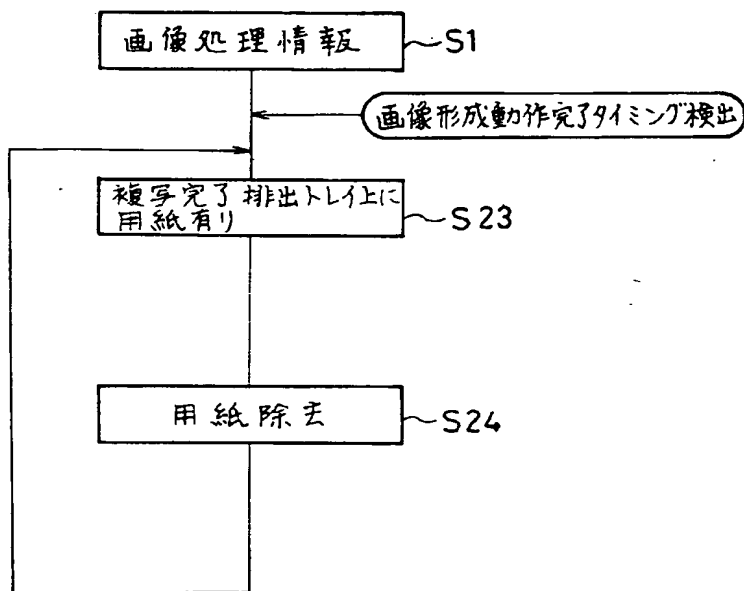 画像処理情報
S1
画像形成動作完了タイミング検出
複写完了排出トレイ上に
用紙有リ
S23
用紙除去
S24